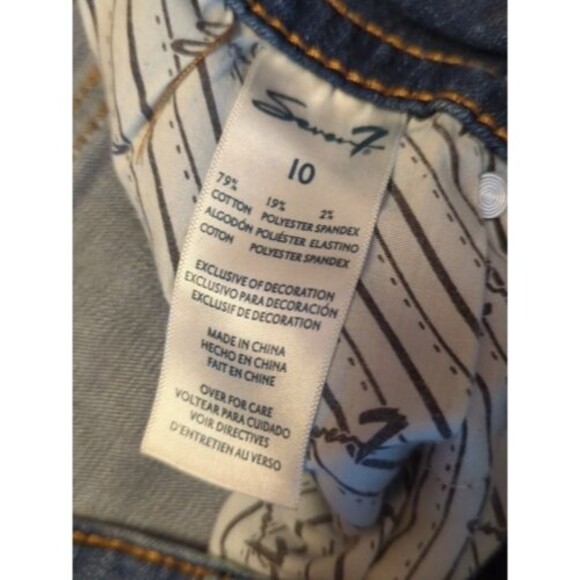 Seven7
10
79% 19% 2%
COTTON POLYESTER SPANDEX
ALGODÓN POLIÉSTER ELASTINO
COTON POLYESTER SPANDEX
EXCLUSIVE OF DECORATION
EXCLUSIVO PARA DECORACIÓN
EXCLUSIF DE DECORATION
MADE IN CHINA
HECHO EN CHINA
FAIT EN CHINE
OVER FOR CARE
VOLTEAR PARA CUIDADO
VOIR DIRECTIVES
D'ENTRETIEN AU VERSO
Seven7